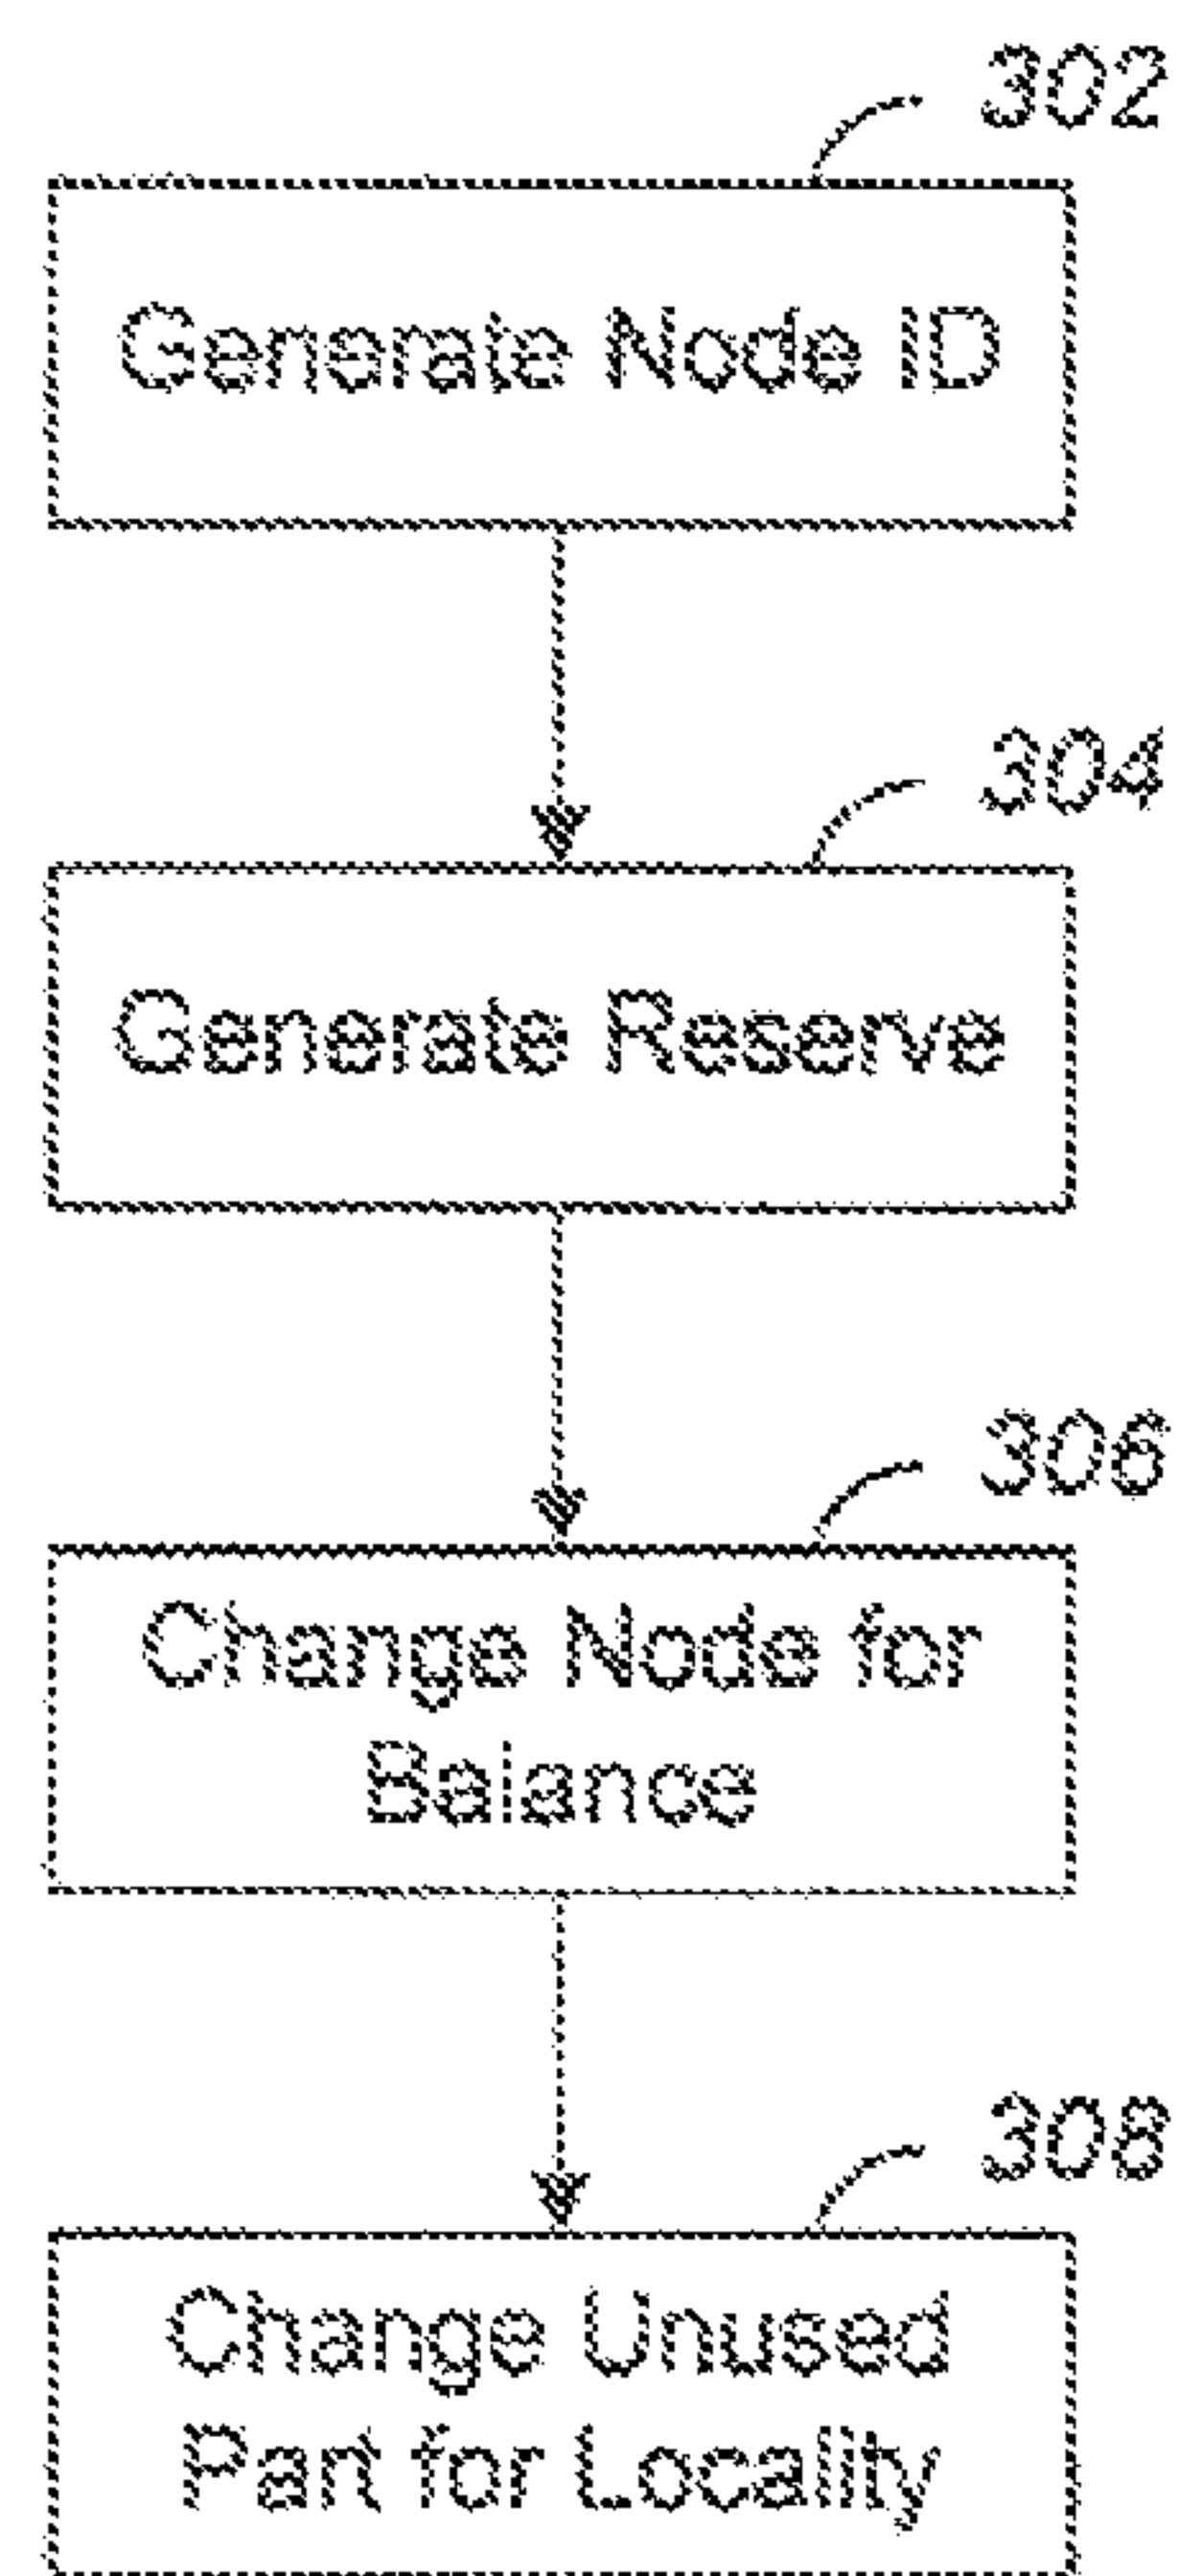 302
Generate Node ID
304
Generate Reserve
306
Change Node for
Balance
308
Change Unused
Part for Locality